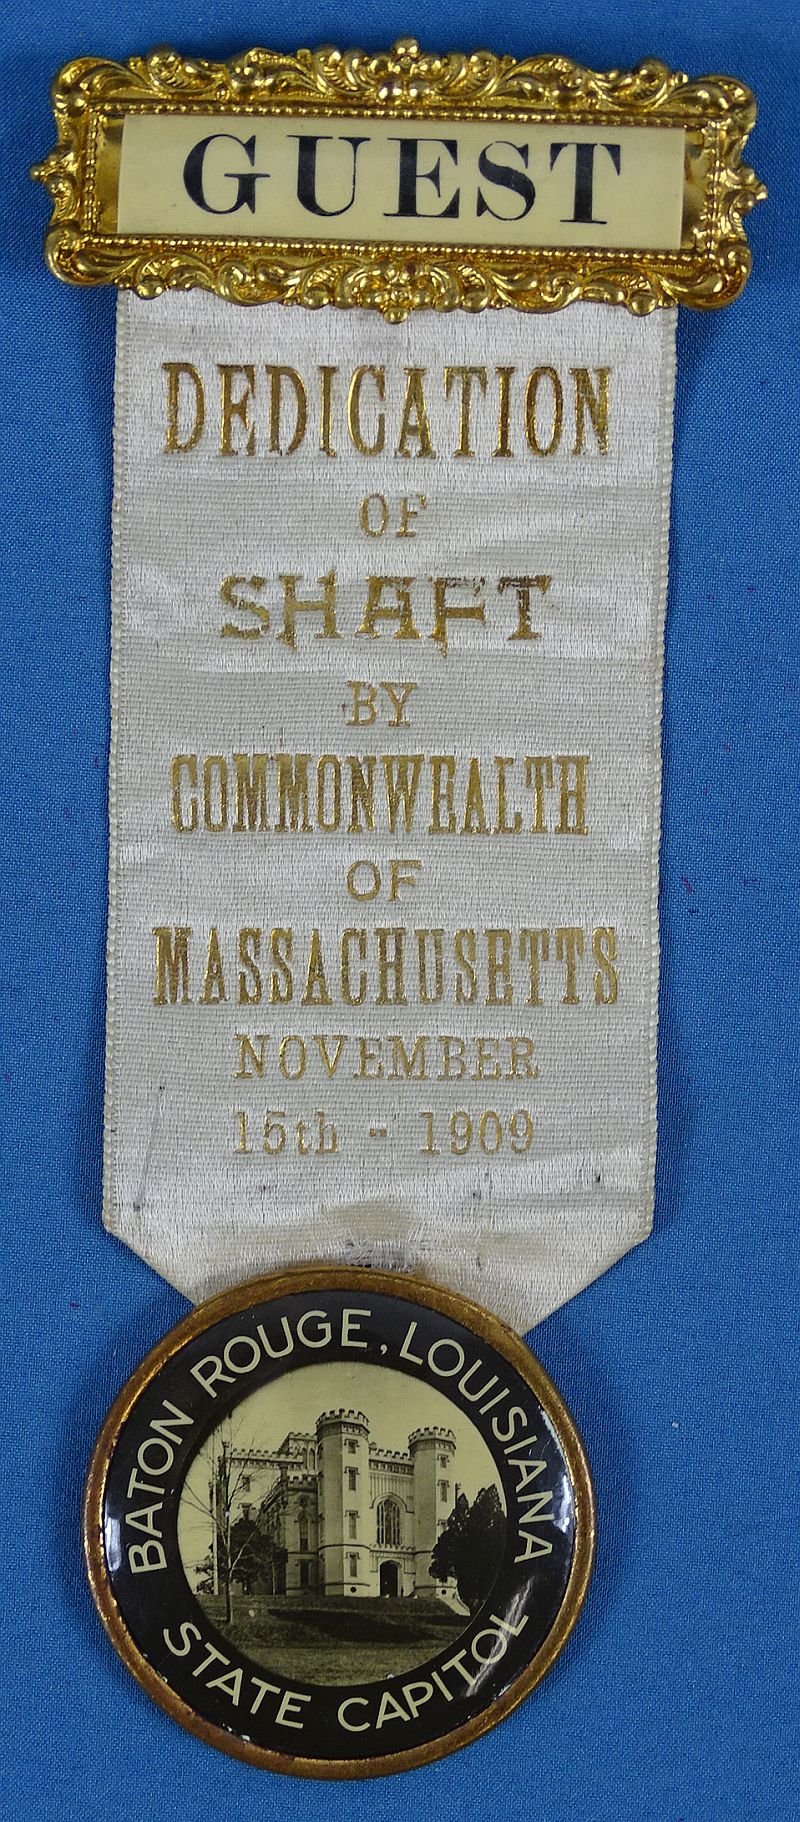 GUEST
DEDICATION
OF
SHAFT
BY
COMMONWEALTH
OF
MASSACHUSETTS
NOVEMBER
15th - 1909
BATON ROUGE, LOUISIANA
STATE CAPITOL